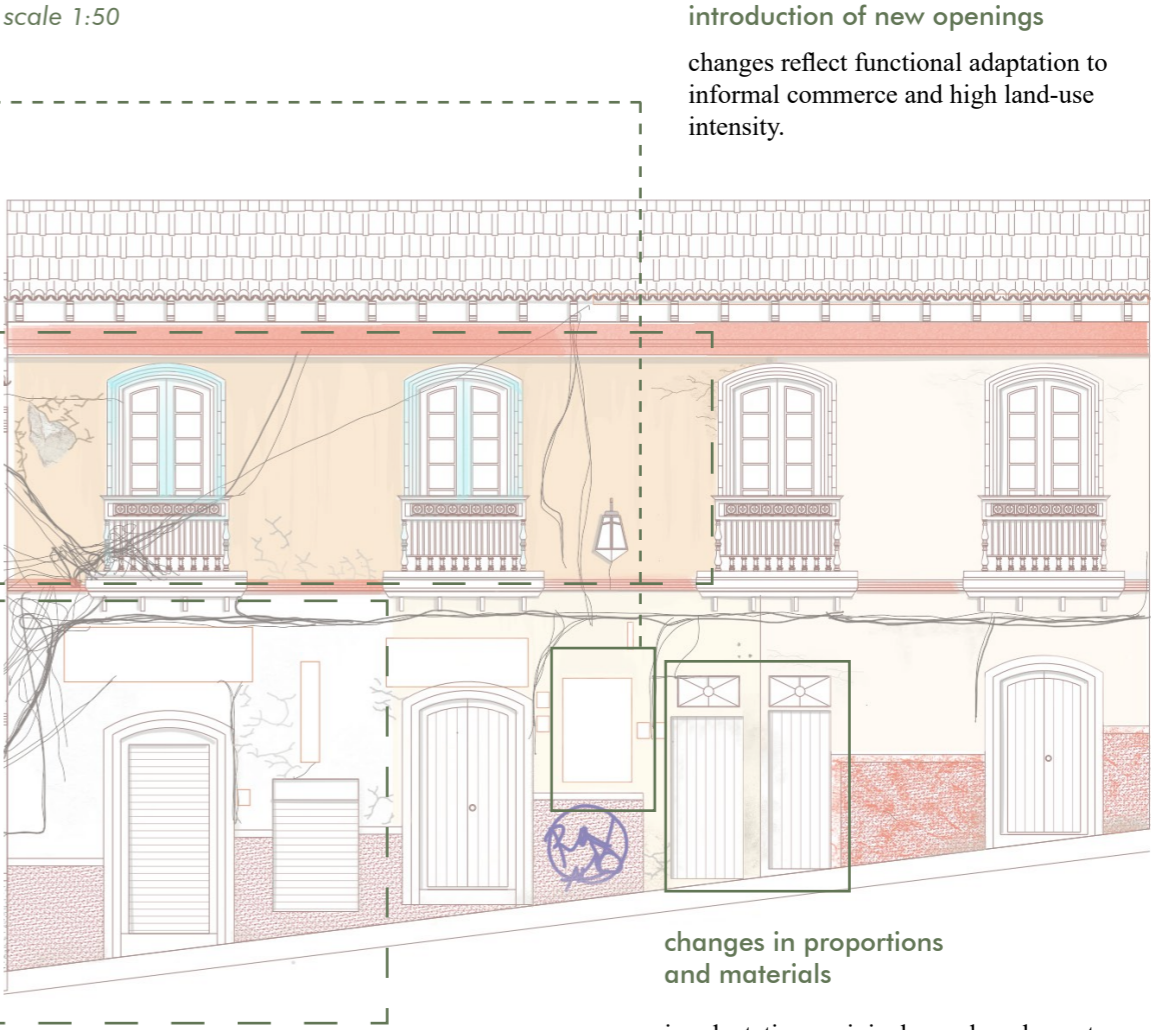 scale 1:50
introduction of new openings
changes reflect functional adaptation to
informal commerce and high land-use
intensity.
changes in proportions
and materials